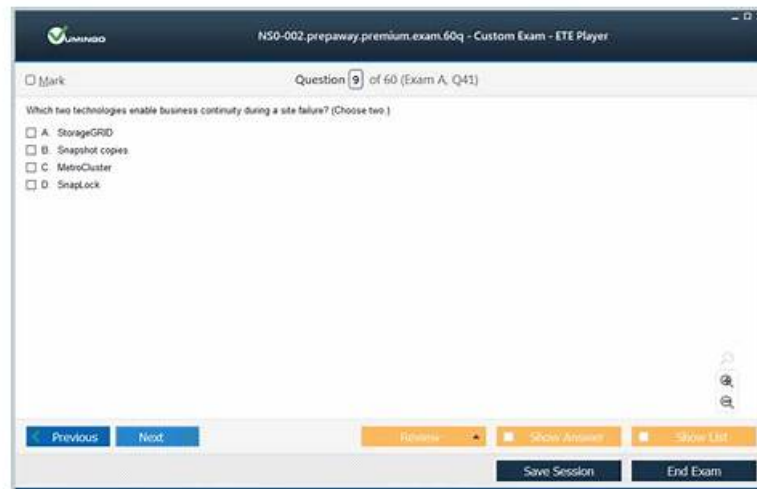 VUMINGO
NS0-002.prepaway.premium.exam.60q - Custom Exam - ETE Player
Mark
Question 9 of 60 (Exam A, Q41)
Which two technologies enable business continuity during a site failure? (Choose two.)
A. StorageGRID
B. Snapshot copies
C. MetroCluster
D. SnapLock
Previous Next Review Show Answer Show List
Save Session End Exam